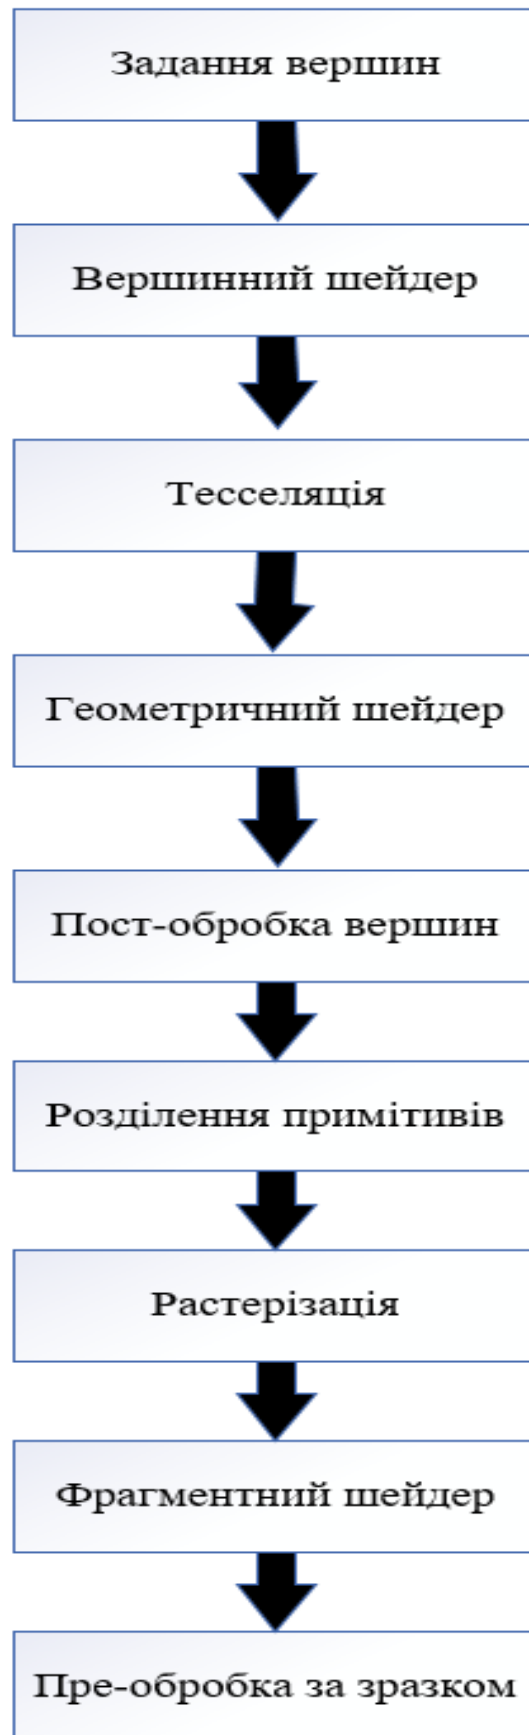 Задання вершин
Вершинний шейдер
Тесселяція
Геометричний шейдер
Пост-обробка вершин
Розділення примітивів
Растерізація
Фрагментний шейдер
Пре-обробка за зразком